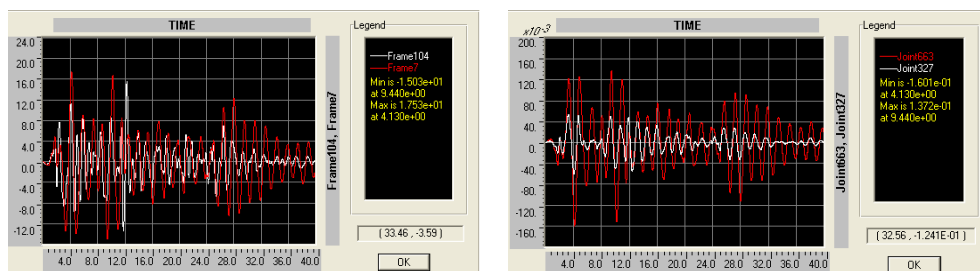 TIME
24.0
20.0
16.0
12.0
8.0
4.0
0.0
-4.0
-8.0
-12.0
4.0 8.0 12.0 16.0 20.0 24.0 28.0 32.0 36.0 40.0
Frame104, Frame7
Legend
Frame104
Frame7
Min is -1.503e+01
at 9.440e+00
Max is 1.753e+01
at 4.130e+00
( 33.46 , -3.59 )
OK
x10-3
TIME
200.
160.
120.
80.
40.
0.
-40.
-80.
-120.
-160.
4.0 8.0 12.0 16.0 20.0 24.0 28.0 32.0 36.0 40.0
Joint663, Joint327
Legend
Joint663
Joint327
Min is -1.601e-01
at 4.130e+00
Max is 1.372e-01
at 9.440e+00
( 32.56 , -1.241E-01 )
OK